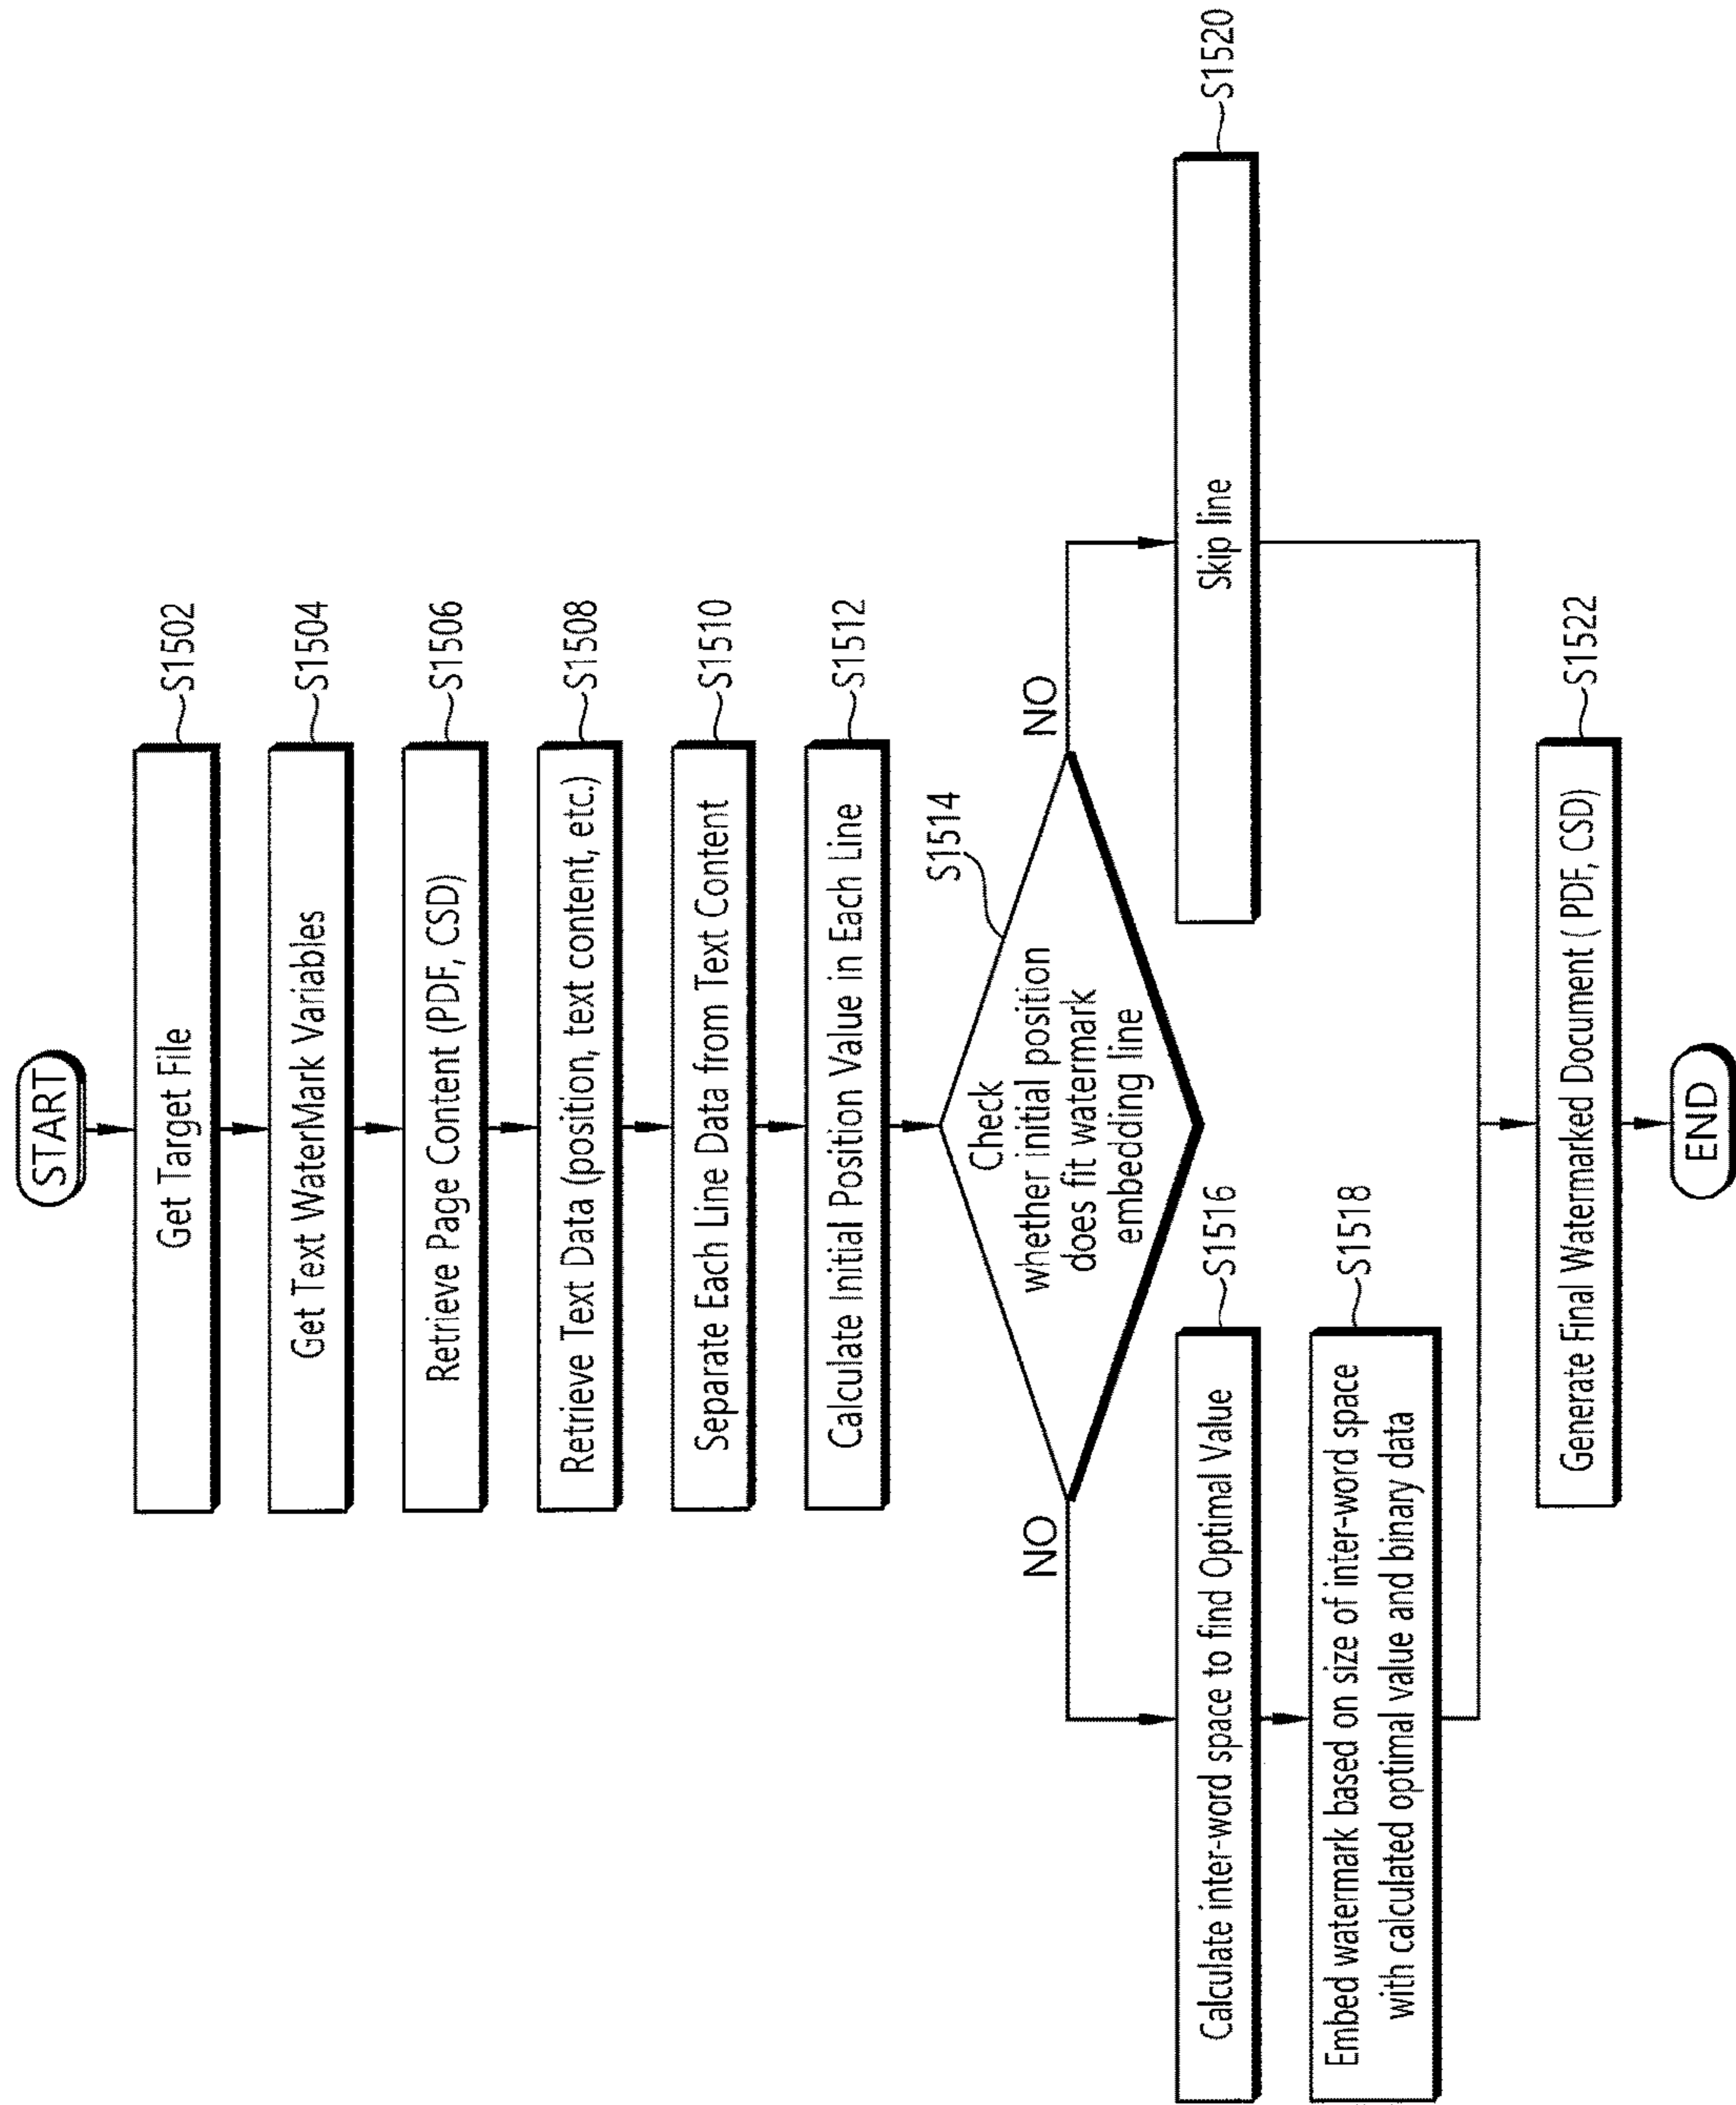 START
Get Target File
S1502
Get Text WaterMark Variables
S1504
Retrieve Page Content (PDF, CSD)
S1506
Retrieve Text Data (position, text content, etc.)
S1508
Separate Each Line Data from Text Content
S1510
Calculate Initial Position Value in Each Line
S1512
S1514
Check
whether initial position
does fit watermark
embedding line
NO
NO
Calculate inter-word space to find Optimal Value
S1516
Embed watermark based on size of inter-word space
with calculated optimal value and binary data
S1518
Skip line
S1520
Generate Final Watermarked Document ( PDF, CSD)
S1522
END